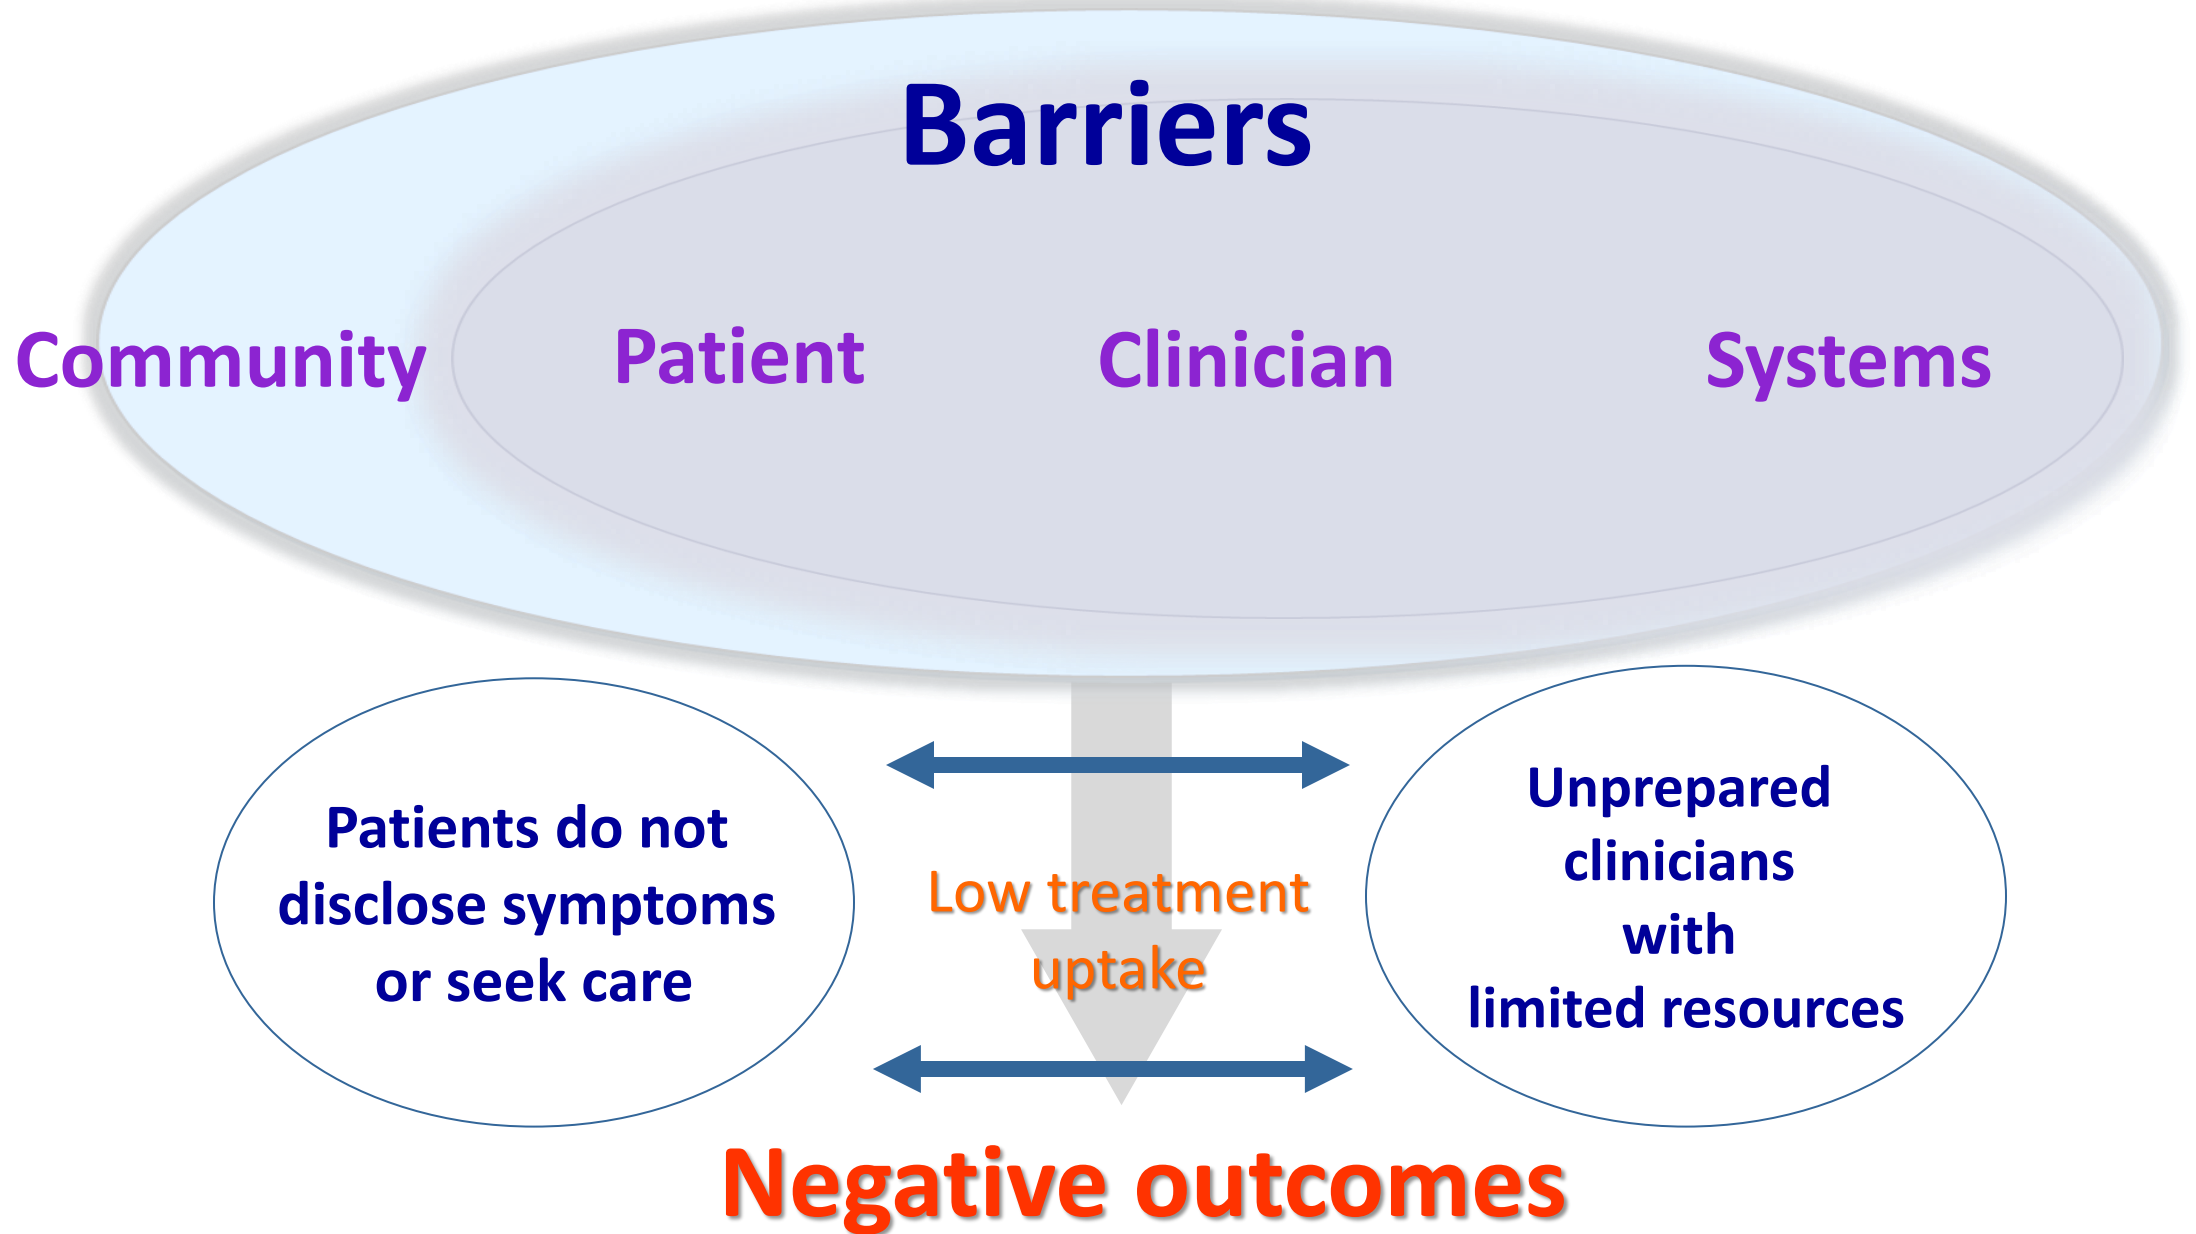 Barriers
Community
Patient
Clinician
Systems
Patients do not
disclose symptoms
or seek care
Low treatment
uptake
Unprepared
clinicians
with
limited resources
Negative outcomes